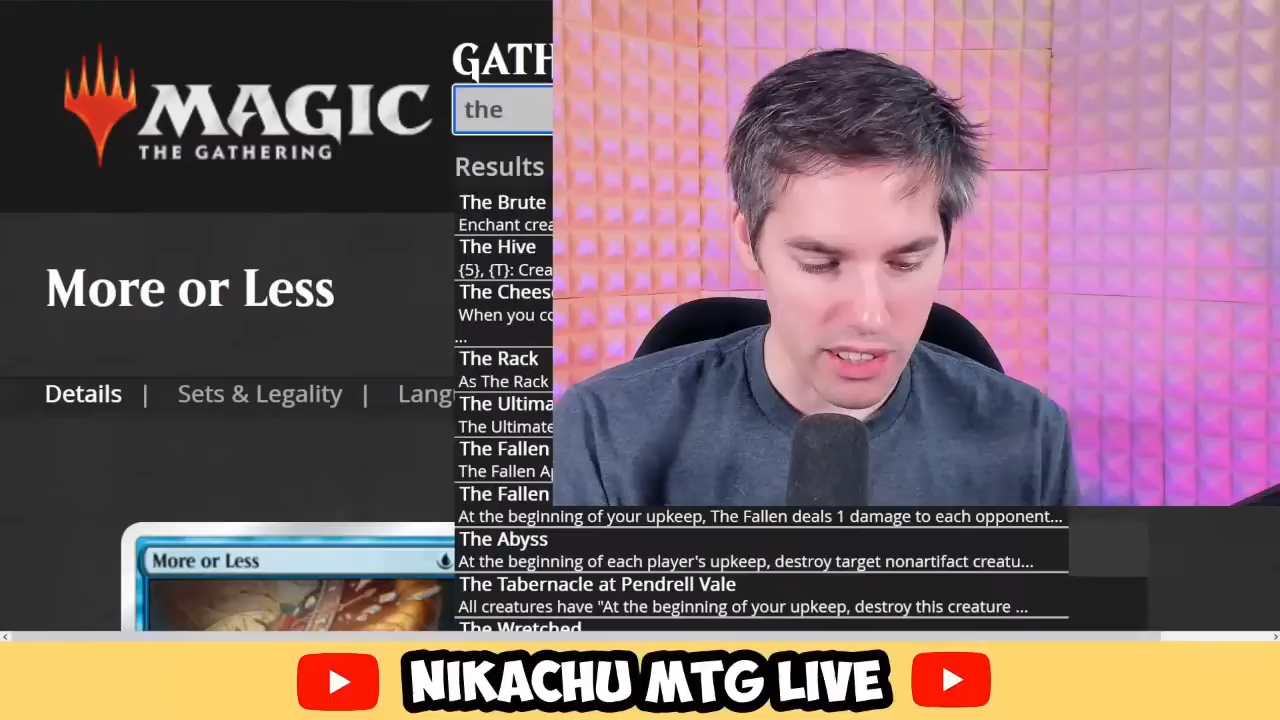 MAGIC
THE GATHERING
GATH
the
Results
The Brute
Enchant crea
The Hive
{5}, {T}: Crea
The Cheese
When you co
...
The Rack
As The Rack
The Ultima
The Ultimate
The Fallen
The Fallen Ap
The Fallen
At the beginning of your upkeep, The Fallen deals 1 damage to each opponent...
The Abyss
At the beginning of each player's upkeep, destroy target nonartifact creatu...
The Tabernacle at Pendrell Vale
All creatures have "At the beginning of your upkeep, destroy this creature ...
The Wretched
More or Less
Details | Sets & Legality | Langu
More or Less
NIKACHU MTG LIVE